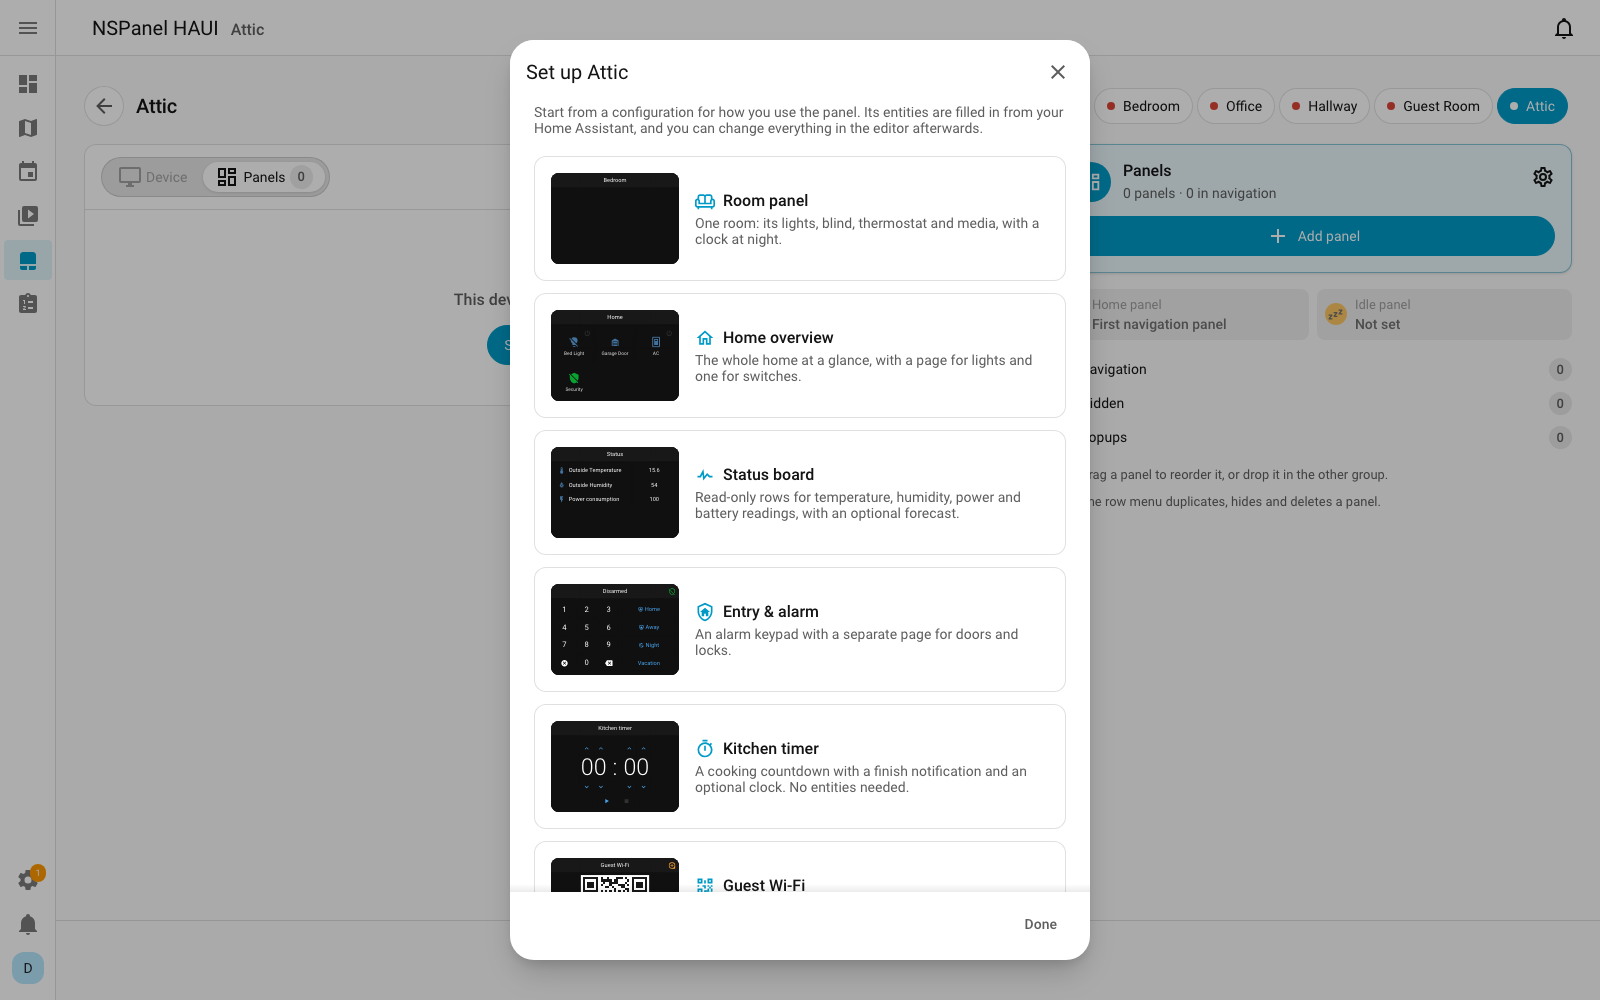 NSPanel HAUI Attic
Attic
Bedroom
Office
Hallway
Guest Room
Attic
Device
Panels 0
This dev
S
Panels
0 panels · 0 in navigation
Add panel
Home panel
First navigation panel
Idle panel
Not set
avigation 0
idden 0
opups 0
rag a panel to reorder it, or drop it in the other group.
ne row menu duplicates, hides and deletes a panel.
Set up Attic
Start from a configuration for how you use the panel. Its entities are filled in from your
Home Assistant, and you can change everything in the editor afterwards.
Bedroom
Room panel
One room: its lights, blind, thermostat and media, with a
clock at night.
Home
Bed Light
Garage Door
AC
Security
Home overview
The whole home at a glance, with a page for lights and
one for switches.
Status
Outside Temperature 15.6
Outside Humidity 54
Power consumption 100
Status board
Read-only rows for temperature, humidity, power and
battery readings, with an optional forecast.
Disarmed
1 2 3 Home
4 5 6 Away
7 8 9 Night
0 Vacation
Entry & alarm
An alarm keypad with a separate page for doors and
locks.
Kitchen timer
00 : 00
Kitchen timer
A cooking countdown with a finish notification and an
optional clock. No entities needed.
Guest Wi-Fi
Guest Wi-Fi
Done
1
D